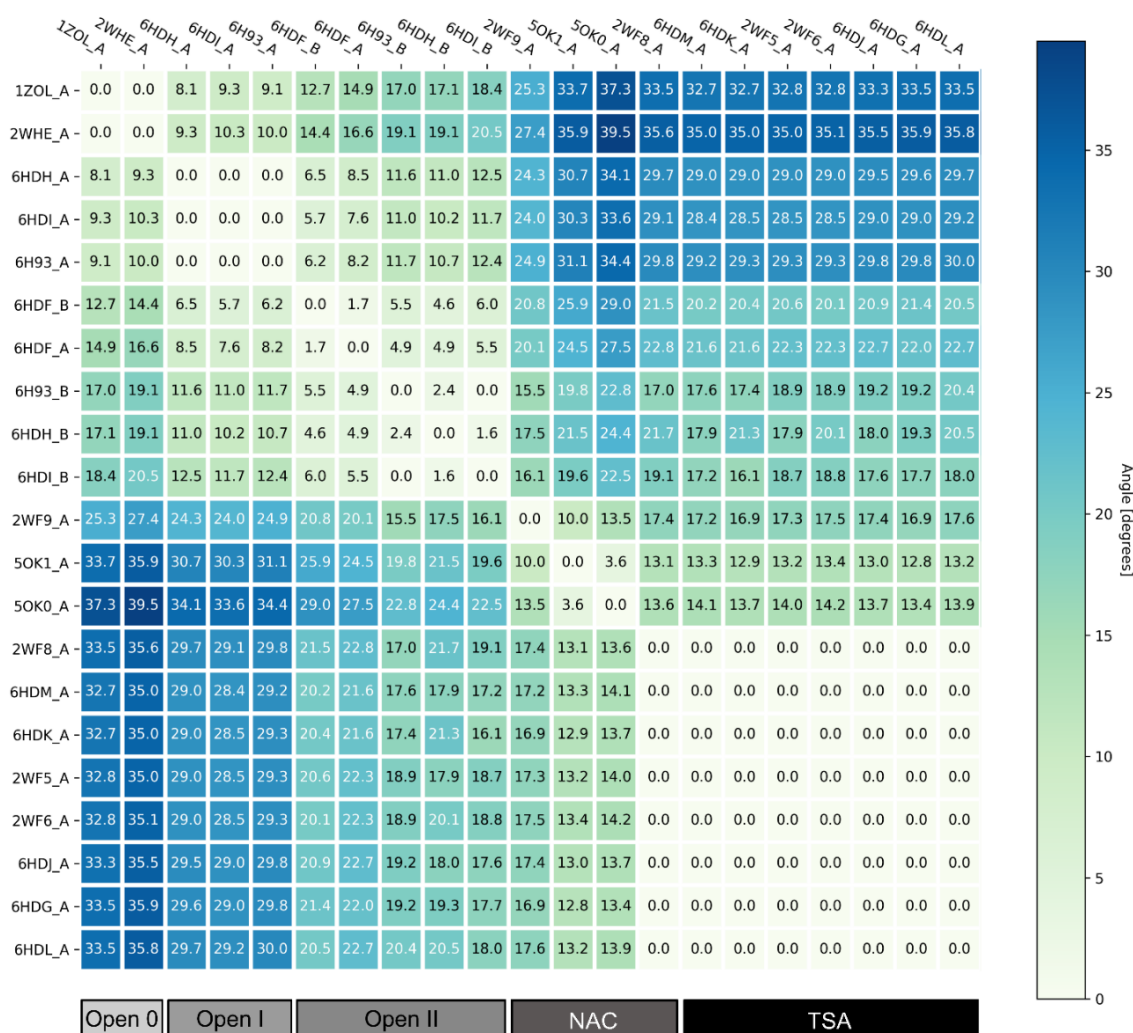 1ZOL_A 2WHE_A 6HDH_A 6HDI_A 6H93_A 6HDF_B 6HDF_A 6H93_B 6HDH_B 6HDI_B 2WF9_A 5OK1_A 5OK0_A 2WF8_A 6HDM_A 6HDK_A 2WF5_A 2WF6_A 6HDJ_A 6HDG_A 6HDL_A
1ZOL_A 0.0 0.0 8.1 9.3 9.1 12.7 14.9 17.0 17.1 18.4 25.3 33.7 37.3 33.5 32.7 32.7 32.8 32.8 33.3 33.5 33.5
2WHE_A 0.0 0.0 9.3 10.3 10.0 14.4 16.6 19.1 19.1 20.5 27.4 35.9 39.5 35.6 35.0 35.0 35.0 35.1 35.5 35.9 35.8
6HDH_A 8.1 9.3 0.0 0.0 0.0 6.5 8.5 11.6 11.0 12.5 24.3 30.7 34.1 29.7 29.0 29.0 29.0 29.0 29.5 29.6 29.7
6HDI_A 9.3 10.3 0.0 0.0 0.0 5.7 7.6 11.0 10.2 11.7 24.0 30.3 33.6 29.1 28.4 28.5 28.5 28.5 29.0 29.0 29.2
6H93_A 9.1 10.0 0.0 0.0 0.0 6.2 8.2 11.7 10.7 12.4 24.9 31.1 34.4 29.8 29.2 29.3 29.3 29.3 29.8 29.8 30.0
6HDF_B 12.7 14.4 6.5 5.7 6.2 0.0 1.7 5.5 4.6 6.0 20.8 25.9 29.0 21.5 20.2 20.4 20.6 20.1 20.9 21.4 20.5
6HDF_A 14.9 16.6 8.5 7.6 8.2 1.7 0.0 4.9 4.9 5.5 20.1 24.5 27.5 22.8 21.6 21.6 22.3 22.3 22.7 22.0 22.7
6H93_B 17.0 19.1 11.6 11.0 11.7 5.5 4.9 0.0 2.4 0.0 15.5 19.8 22.8 17.0 17.6 17.4 18.9 18.9 19.2 19.2 20.4
6HDH_B 17.1 19.1 11.0 10.2 10.7 4.6 4.9 2.4 0.0 1.6 17.5 21.5 24.4 21.7 17.9 21.3 17.9 20.1 18.0 19.3 20.5
6HDI_B 18.4 20.5 12.5 11.7 12.4 6.0 5.5 0.0 1.6 0.0 16.1 19.6 22.5 19.1 17.2 16.1 18.7 18.8 17.6 17.7 18.0
2WF9_A 25.3 27.4 24.3 24.0 24.9 20.8 20.1 15.5 17.5 16.1 0.0 10.0 13.5 17.4 17.2 16.9 17.3 17.5 17.4 16.9 17.6
5OK1_A 33.7 35.9 30.7 30.3 31.1 25.9 24.5 19.8 21.5 19.6 10.0 0.0 3.6 13.1 13.3 12.9 13.2 13.4 13.0 12.8 13.2
5OK0_A 37.3 39.5 34.1 33.6 34.4 29.0 27.5 22.8 24.4 22.5 13.5 3.6 0.0 13.6 14.1 13.7 14.0 14.2 13.7 13.4 13.9
2WF8_A 33.5 35.6 29.7 29.1 29.8 21.5 22.8 17.0 21.7 19.1 17.4 13.1 13.6 0.0 0.0 0.0 0.0 0.0 0.0 0.0 0.0
6HDM_A 32.7 35.0 29.0 28.4 29.2 20.2 21.6 17.6 17.9 17.2 17.2 13.3 14.1 0.0 0.0 0.0 0.0 0.0 0.0 0.0 0.0
6HDK_A 32.7 35.0 29.0 28.5 29.3 20.4 21.6 17.4 21.3 16.1 16.9 12.9 13.7 0.0 0.0 0.0 0.0 0.0 0.0 0.0 0.0
2WF5_A 32.8 35.0 29.0 28.5 29.3 20.6 22.3 18.9 17.9 18.7 17.3 13.2 14.0 0.0 0.0 0.0 0.0 0.0 0.0 0.0 0.0
2WF6_A 32.8 35.1 29.0 28.5 29.3 20.1 22.3 18.9 20.1 18.8 17.5 13.4 14.2 0.0 0.0 0.0 0.0 0.0 0.0 0.0 0.0
6HDJ_A 33.3 35.5 29.5 29.0 29.8 20.9 22.7 19.2 18.0 17.6 17.4 13.0 13.7 0.0 0.0 0.0 0.0 0.0 0.0 0.0 0.0
6HDG_A 33.5 35.9 29.6 29.0 29.8 21.4 22.0 19.2 19.3 17.7 16.9 12.8 13.4 0.0 0.0 0.0 0.0 0.0 0.0 0.0 0.0
6HDL_A 33.5 35.8 29.7 29.2 30.0 20.5 22.7 20.4 20.5 18.0 17.6 13.2 13.9 0.0 0.0 0.0 0.0 0.0 0.0 0.0 0.0
Open 0 Open I Open II NAC TSA
35
30
25
20
15
10
5
0
Angle [degrees]